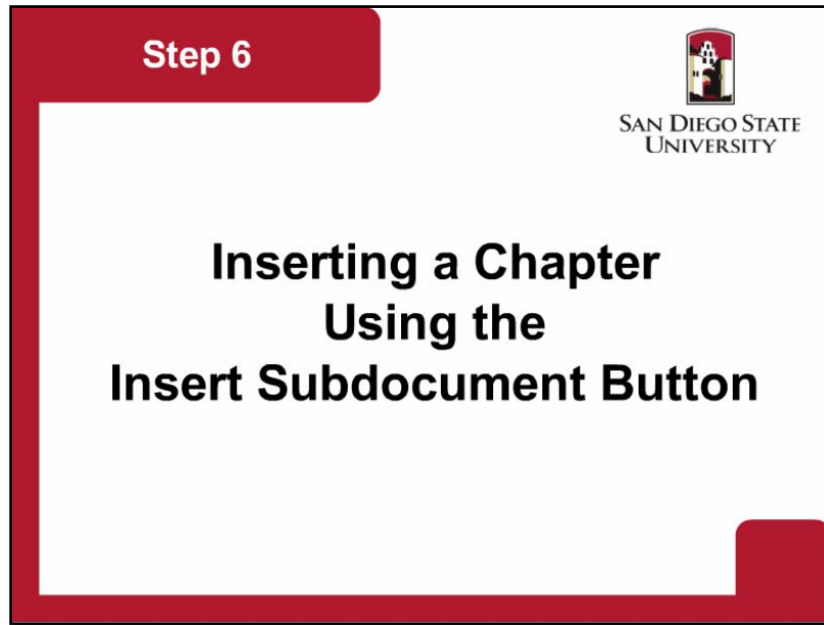 Step 6
SAN DIEGO STATE
UNIVERSITY
Inserting a Chapter
Using the
Insert Subdocument Button